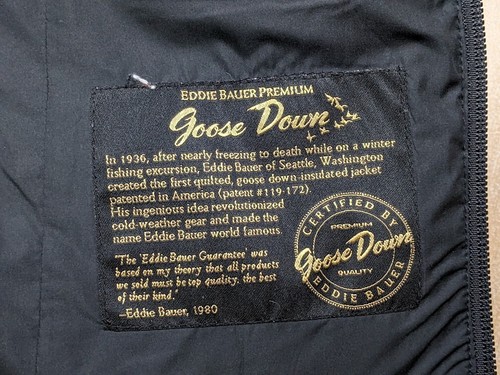 EDDIE BAUER PREMIUM
Goose Down
In 1936, after nearly freezing to death while on a winter
fishing excursion, Eddie Bauer of Seattle, Washington
created the first quilted, goose down-insulated jacket
patented in America (patent #119-172).
His ingenious idea revolutionized
cold-weather gear and made the
name Eddie Bauer world famous.
"The 'Eddie Bauer Guarantee' was
based on my theory that all products
we sold must be top quality, the best
of their kind."
—Eddie Bauer, 1980
CERTIFIED BY
PREMIUM
Goose Down
QUALITY
EDDIE BAUER